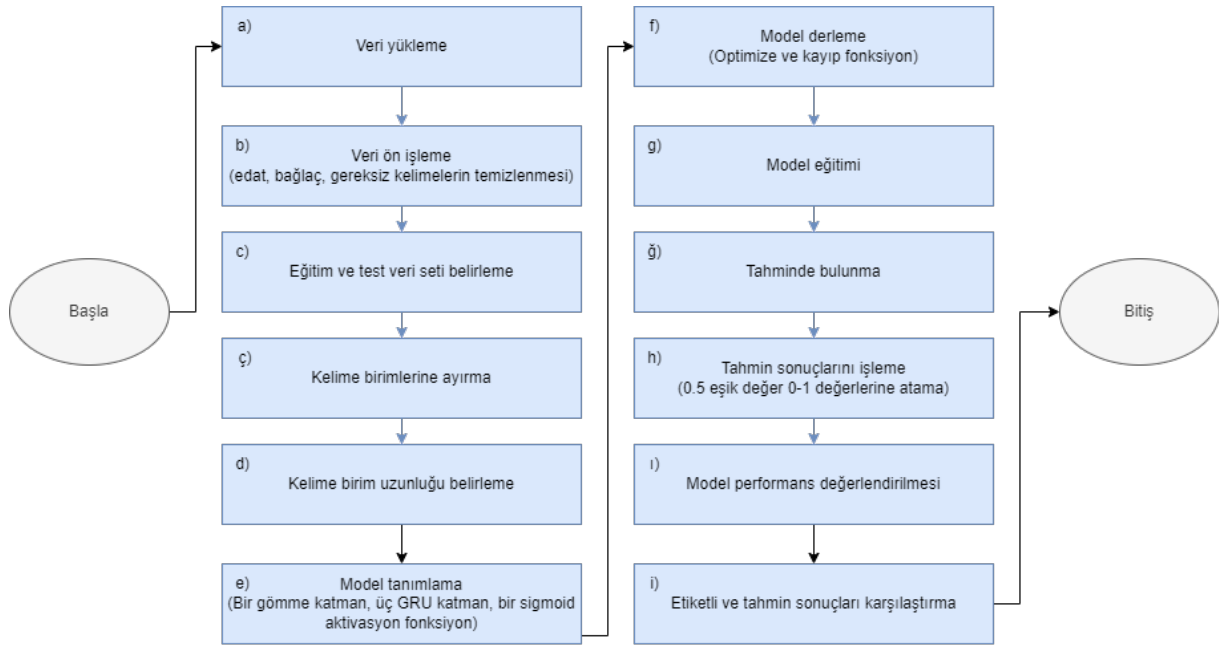 Başla
a)
Veri yükleme
b)
Veri ön işleme
(edat, bağlaç, gereksiz kelimelerin temizlenmesi)
c)
Eğitim ve test veri seti belirleme
ç)
Kelime birimlerine ayırma
d)
Kelime birim uzunluğu belirleme
e)
Model tanımlama
(Bir gömme katman, üç GRU katman, bir sigmoid
aktivasyon fonksiyon)
f)
Model derleme
(Optimize ve kayıp fonksiyon)
g)
Model eğitimi
ğ)
Tahminde bulunma
h)
Tahmin sonuçlarını işleme
(0.5 eşik değer 0-1 değerlerine atama)
ı)
Model performans değerlendirilmesi
i)
Etiketli ve tahmin sonuçları karşılaştırma
Bitiş